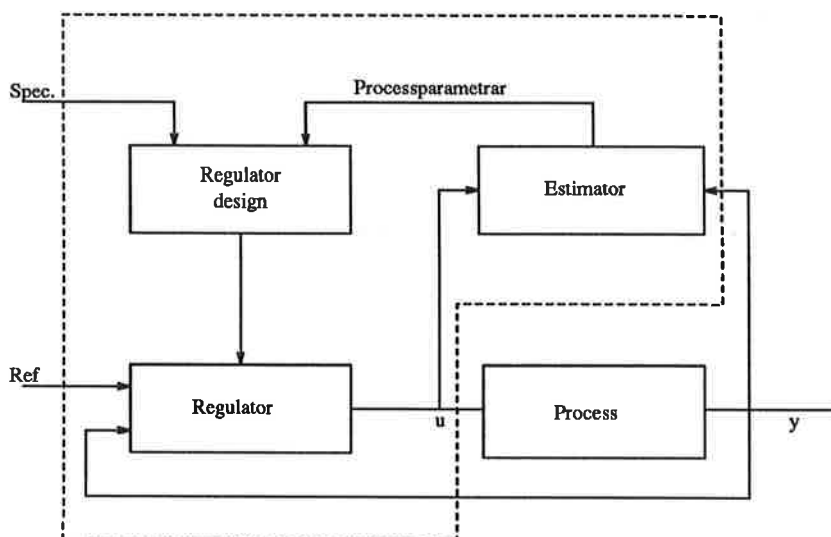 Processparametrar
Spec.
Regulator
design
Estimator
Ref
Regulator
u
Process
y